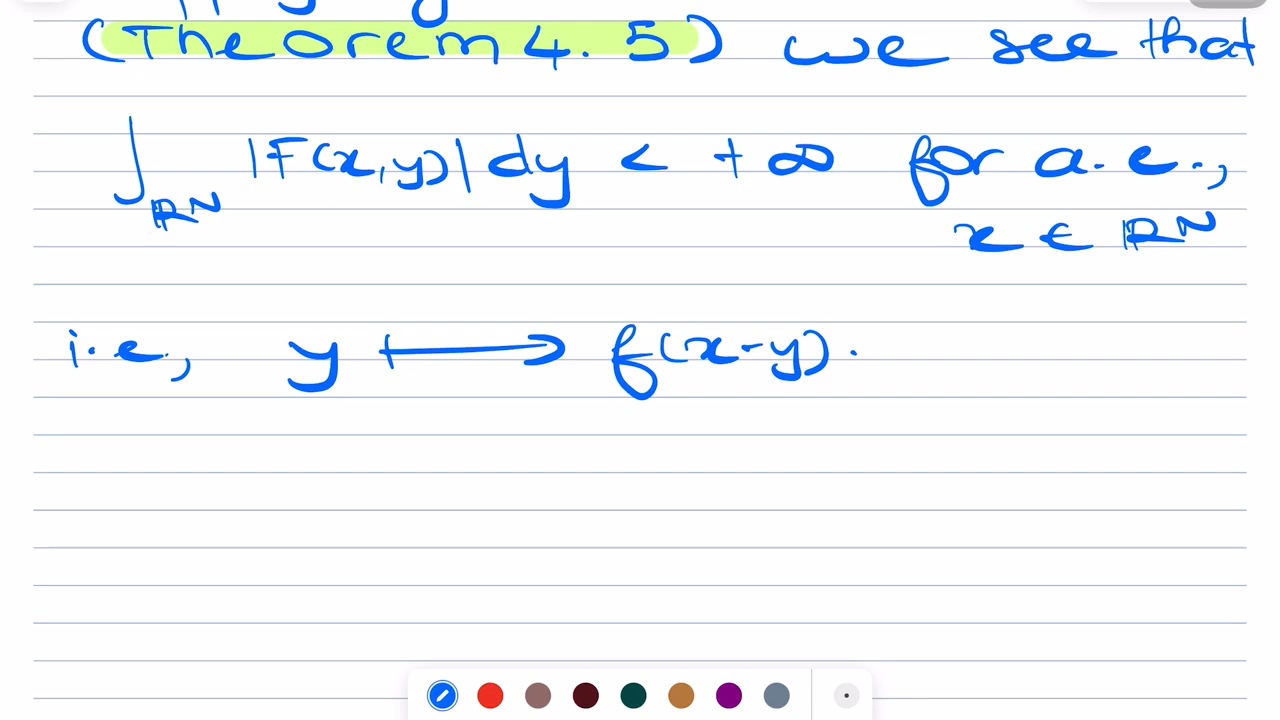 (Theorem 4.5) we see that
∫_{ℝ^N} |F(x,y)| dy < +∞ for a.e.,
x ∈ ℝ^N
i.e., y ⟼ f(x-y).